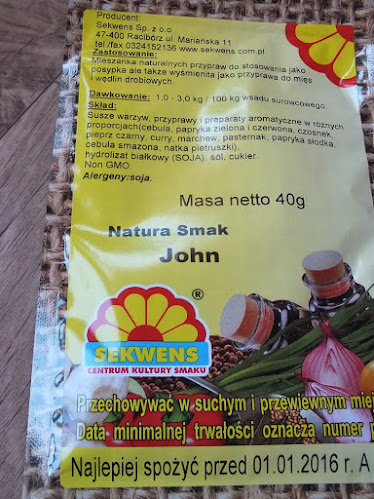 Producent:
Sekwens Sp. z o.o
47-400 Racibórz ul. Mariańska 11
tel./fax 0324152136 www.sekwens.com.pl
Zastosowanie:
Mieszanka naturalnych przypraw do stosowania jako
posypka ale także wyśmienita jako przyprawa do mięs
i wędlin drobiowych.
Dawkowanie: 1,0 - 3,0 kg / 100 kg wsadu surowcowego.
Skład:
Susze warzyw, przyprawy i preparaty aromatyczne w różnych
proporcjach(cebula, papryka zielona i czerwona, czosnek,
pieprz czarny, curry, marchew, pasternak, papryka słodka,
cebula smażona, natka pietruszki),
hydrolizat białkowy (SOJA), sól, cukier.
Non GMO.
Alergeny:soja.
Masa netto 40g
Natura Smak
John
®
SEKWENS
CENTRUM KULTURY SMAKU
Przechowywać w suchym i przewiewnym
Data minimalnej trwałości oznacza numer
Najlepiej spożyć przed 01.01.2016 r. A